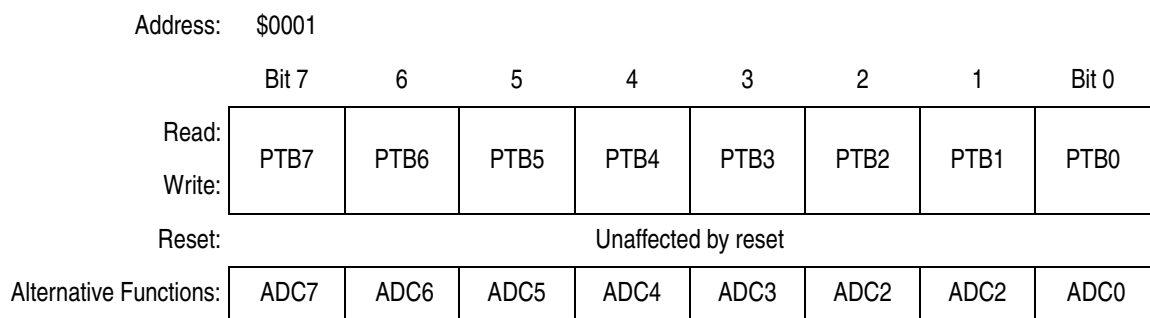 Address: $0001
Bit 7 6 5 4 3 2 1 Bit 0
Read:
PTB7 PTB6 PTB5 PTB4 PTB3 PTB2 PTB1 PTB0
Write:
Reset: Unaffected by reset
Alternative Functions: ADC7 ADC6 ADC5 ADC4 ADC3 ADC2 ADC2 ADC0